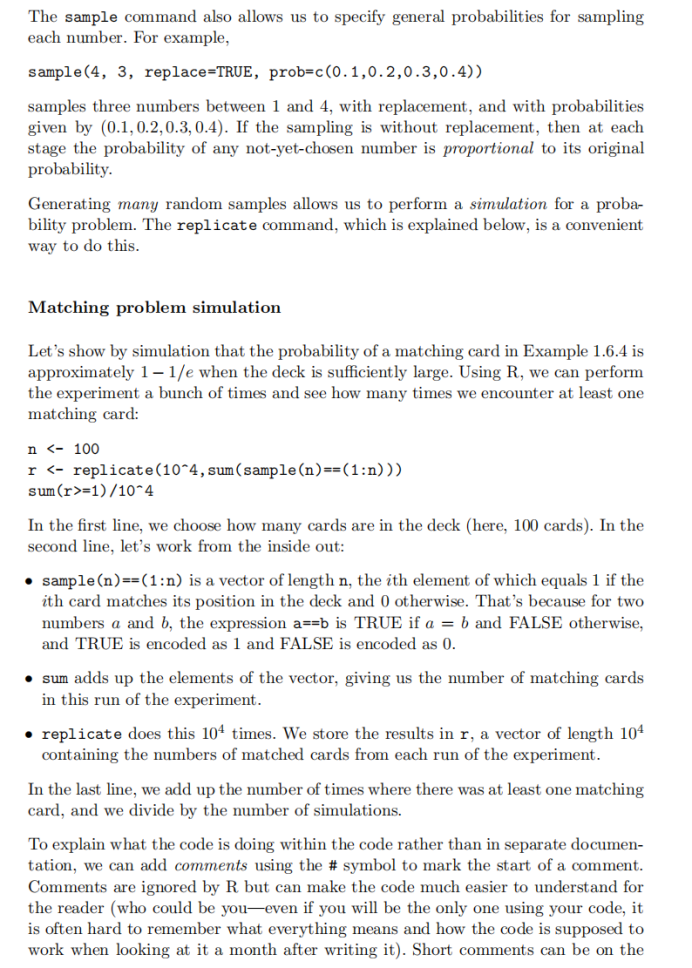 The sample command also allows us to specify general probabilities for sampling
each number. For example,
sample(4, 3, replace=TRUE, prob=c(0.1,0.2,0.3,0.4))
samples three numbers between 1 and 4, with replacement, and with probabilities
given by (0.1, 0.2, 0.3, 0.4). If the sampling is without replacement, then at each
stage the probability of any not-yet-chosen number is proportional to its original
probability.
Generating many random samples allows us to perform a simulation for a proba-
bility problem. The replicate command, which is explained below, is a convenient
way to do this.
Matching problem simulation
Let's show by simulation that the probability of a matching card in Example 1.6.4 is
approximately 1 − 1/e when the deck is sufficiently large. Using R, we can perform
the experiment a bunch of times and see how many times we encounter at least one
matching card:
n <- 100
r <- replicate(10^4,sum(sample(n)==(1:n)))
sum(r>=1)/10^4
In the first line, we choose how many cards are in the deck (here, 100 cards). In the
second line, let's work from the inside out:
• sample(n)==(1:n) is a vector of length n, the ith element of which equals 1 if the
ith card matches its position in the deck and 0 otherwise. That's because for two
numbers a and b, the expression a==b is TRUE if a = b and FALSE otherwise,
and TRUE is encoded as 1 and FALSE is encoded as 0.
• sum adds up the elements of the vector, giving us the number of matching cards
in this run of the experiment.
• replicate does this 10⁴ times. We store the results in r, a vector of length 10⁴
containing the numbers of matched cards from each run of the experiment.
In the last line, we add up the number of times where there was at least one matching
card, and we divide by the number of simulations.
To explain what the code is doing within the code rather than in separate documen-
tation, we can add comments using the # symbol to mark the start of a comment.
Comments are ignored by R but can make the code much easier to understand for
the reader (who could be you—even if you will be the only one using your code, it
is often hard to remember what everything means and how the code is supposed to
work when looking at it a month after writing it). Short comments can be on the